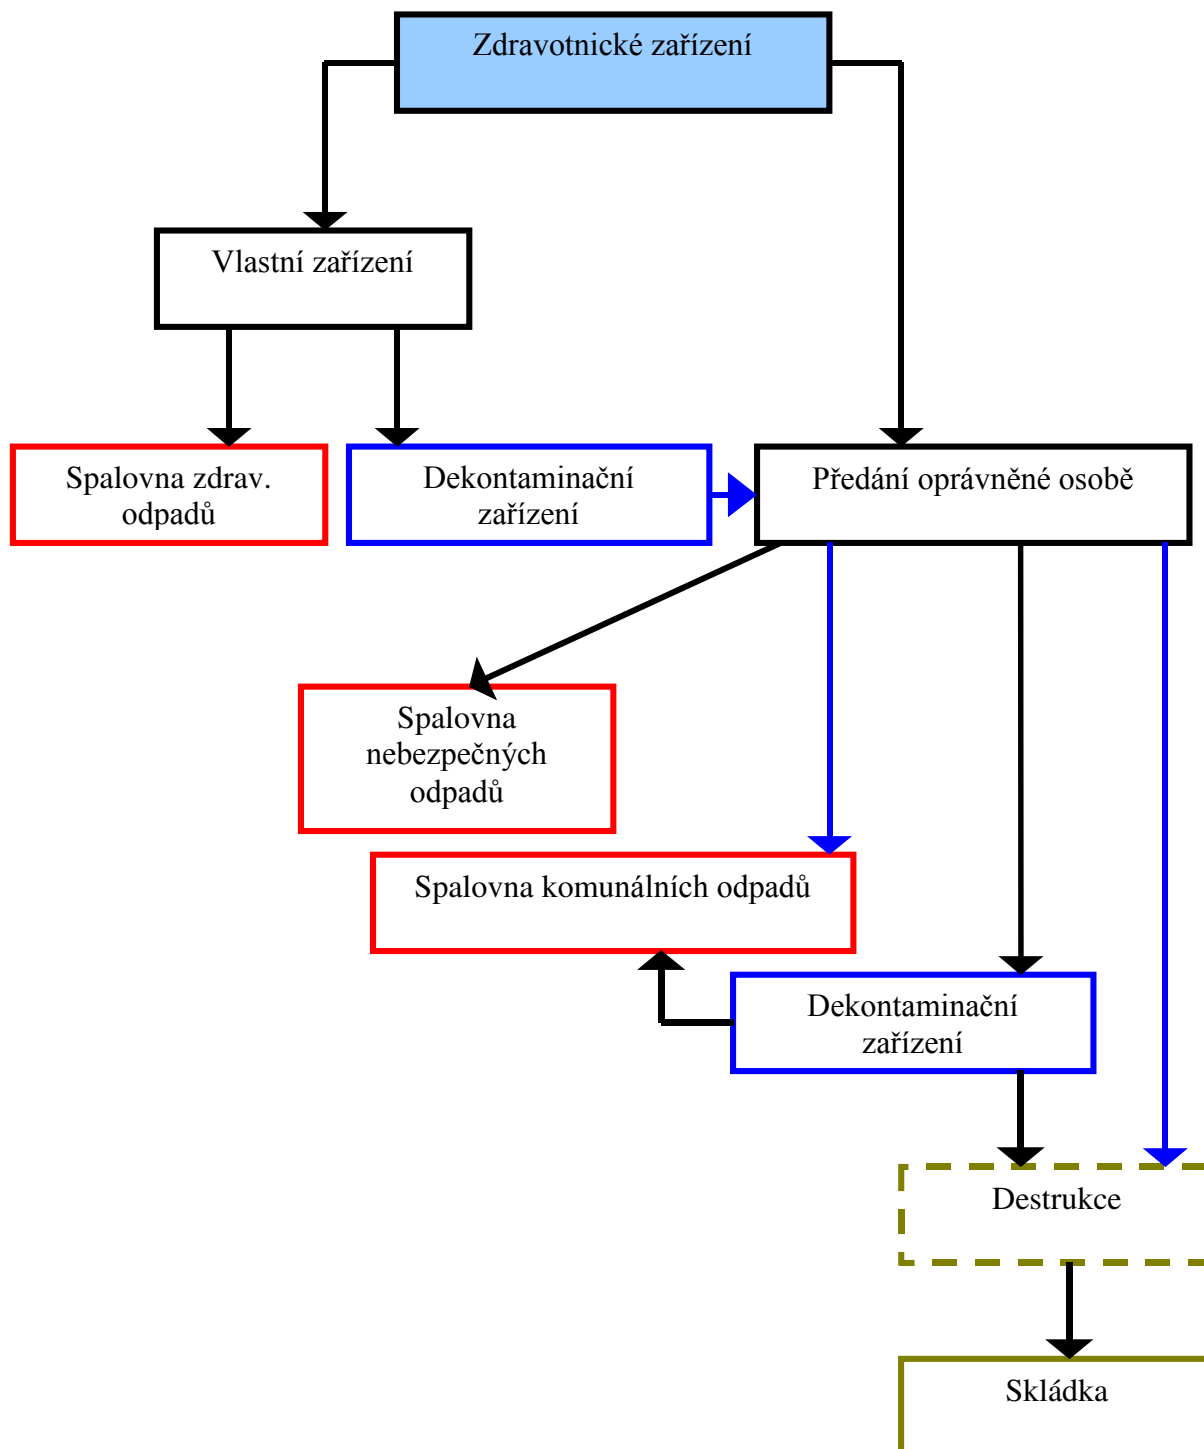 Zdravotnické zařízení
Vlastní zařízení
Spalovna zdrav.
odpadů
Dekontaminační
zařízení
Předání oprávněné osobě
Spalovna
nebezpečných
odpadů
Spalovna komunálních odpadů
Dekontaminační
zařízení
Destrukce
Skládka